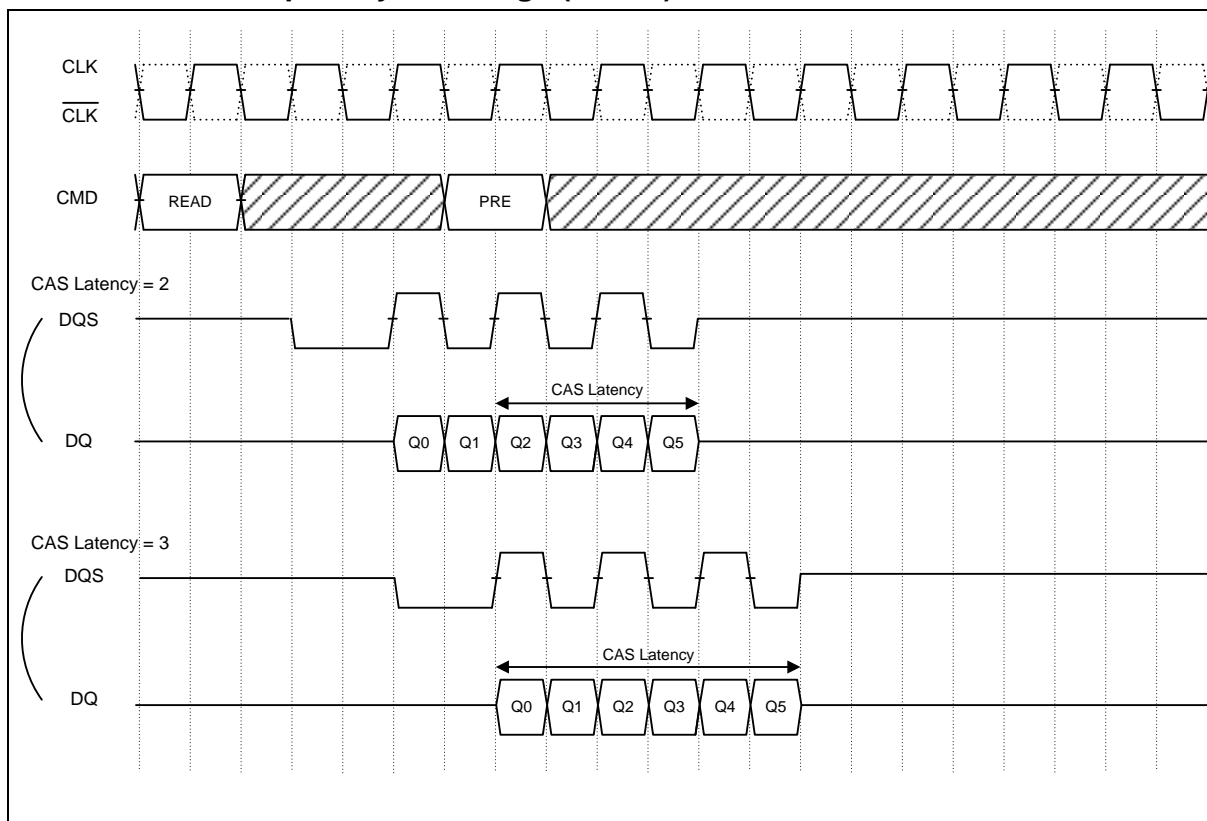 CLK
CLK
CMD
READ
PRE
CAS Latency = 2
DQS
CAS Latency
DQ
Q0 Q1 Q2 Q3 Q4 Q5
CAS Latency = 3
DQS
CAS Latency
DQ
Q0 Q1 Q2 Q3 Q4 Q5